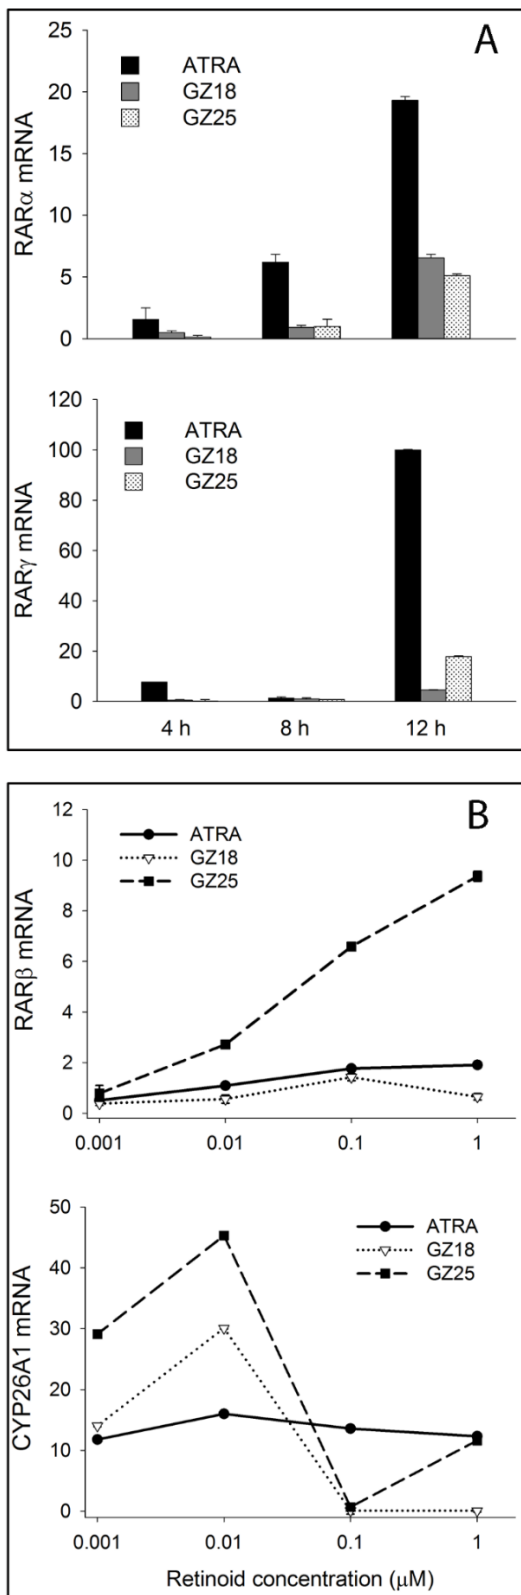 A
25
20
15
10
5
0
RARα mRNA
ATRA
GZ18
GZ25
120
100
80
60
40
20
0
RARγ mRNA
ATRA
GZ18
GZ25
4 h 8 h 12 h
B
12
10
8
6
4
2
0
RARβ mRNA
ATRA
GZ18
GZ25
0.001 0.01 0.1 1
50
40
30
20
10
0
CYP26A1 mRNA
ATRA
GZ18
GZ25
0.001 0.01 0.1 1
Retinoid concentration (μM)